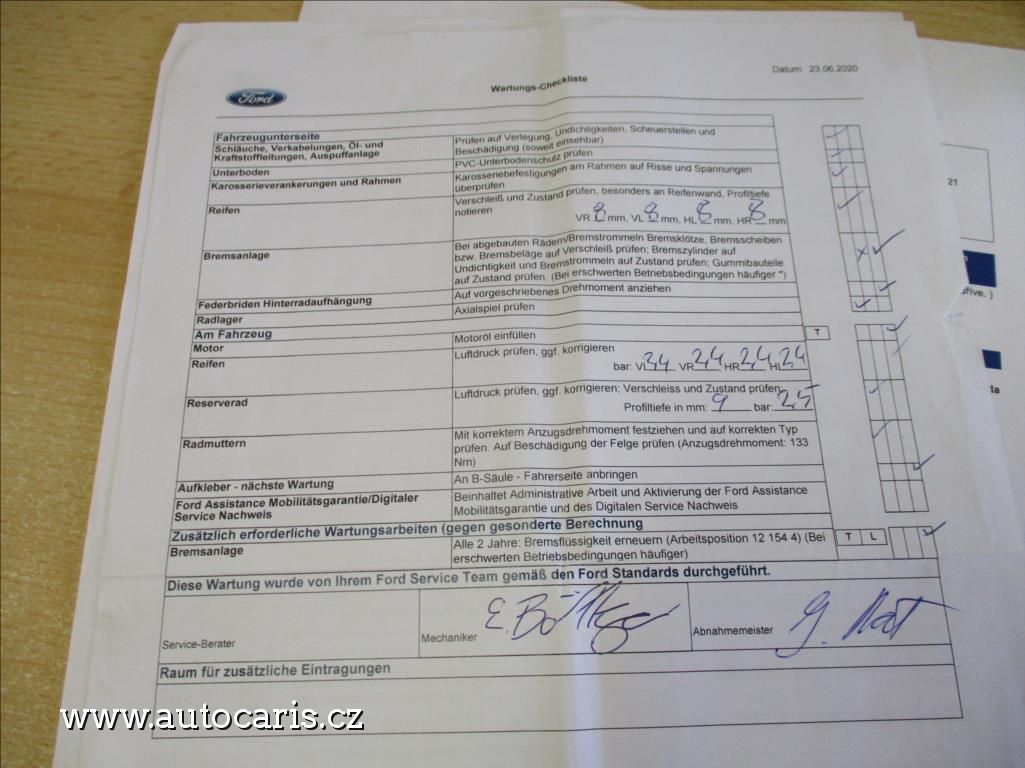 Datum: 23.06.2020
Wartungs-Checkliste
Ford
Fahrzeugunterseite
Schläuche, Verkabelungen, Öl- und
Kraftstoffleitungen, Auspuffanlage
Prüfen auf Verlegung, Undichtigkeiten, Scheuerstellen und
Beschädigung (soweit einsehbar)
Unterboden
PVC-Unterbodenschutz prüfen
Karosserieverankerungen und Rahmen
Karosseriebefestigungen am Rahmen auf Risse und Spannungen
überprüfen
Reifen
Verschleiß und Zustand prüfen, besonders an Reifenwand, Profiltiefe
notieren
VR 8 mm, VL 8 mm, HL 8 mm, HR 8 mm
Bremsanlage
Bei abgebauten Rädern/Bremstrommeln Bremsklötze, Bremsscheiben
bzw. Bremsbeläge auf Verschleiß prüfen; Bremszylinder auf
Undichtigkeit und Bremstrommeln auf Zustand prüfen; Gummibauteile
auf Zustand prüfen. (Bei erschwerten Betriebsbedingungen häufiger *)
Federbriden Hinterradaufhängung
Auf vorgeschriebenes Drehmoment anziehen
Radlager
Axialspiel prüfen
Am Fahrzeug
Motor
Motoröl einfüllen
T
Reifen
Luftdruck prüfen, ggf. korrigieren
bar: VL 2,4 VR 2,4 HR 2,4 HL 2,4
Reserverad
Luftdruck prüfen, ggf. korrigieren; Verschleiss und Zustand prüfen
Profiltiefe in mm: 9 bar: 2,5
Radmuttern
Mit korrektem Anzugsdrehmoment festziehen und auf korrekten Typ
prüfen. Auf Beschädigung der Felge prüfen (Anzugsdrehmoment: 133
Nm)
Aufkleber - nächste Wartung
An B-Säule - Fahrerseite anbringen
Ford Assistance Mobilitätsgarantie/Digitaler
Service Nachweis
Beinhaltet Administrative Arbeit und Aktivierung der Ford Assistance
Mobilitätsgarantie und des Digitalen Service Nachweis
Zusätzlich erforderliche Wartungsarbeiten (gegen gesonderte Berechnung
Bremsanlage
Alle 2 Jahre: Bremsflüssigkeit erneuern (Arbeitsposition 12 154 4) (Bei
erschwerten Betriebsbedingungen häufiger)
T L
Diese Wartung wurde von Ihrem Ford Service Team gemäß den Ford Standards durchgeführt.
Service-Berater
Mechaniker
Abnahmemeister
Raum für zusätzliche Eintragungen
21
www.autocaris.cz